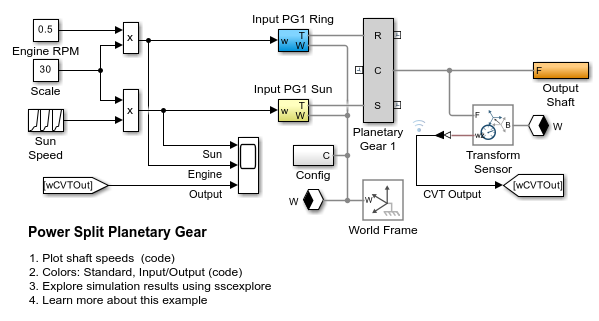 0.5
Engine RPM
30
Scale
Sun
Speed
x
x
[wCVTOut]
Sun
Engine
Output
Input PG1 Ring
w T
W
Input PG1 Sun
w T
W
Config
C
W
R
C
S
Planetary
Gear 1
W
World Frame
F
Output
Shaft
F
B
wz
W
Transform
Sensor
CVT Output
[wCVTOut]
Power Split Planetary Gear
1. Plot shaft speeds (code)
2. Colors: Standard, Input/Output (code)
3. Explore simulation results using sscexplore
4. Learn more about this example